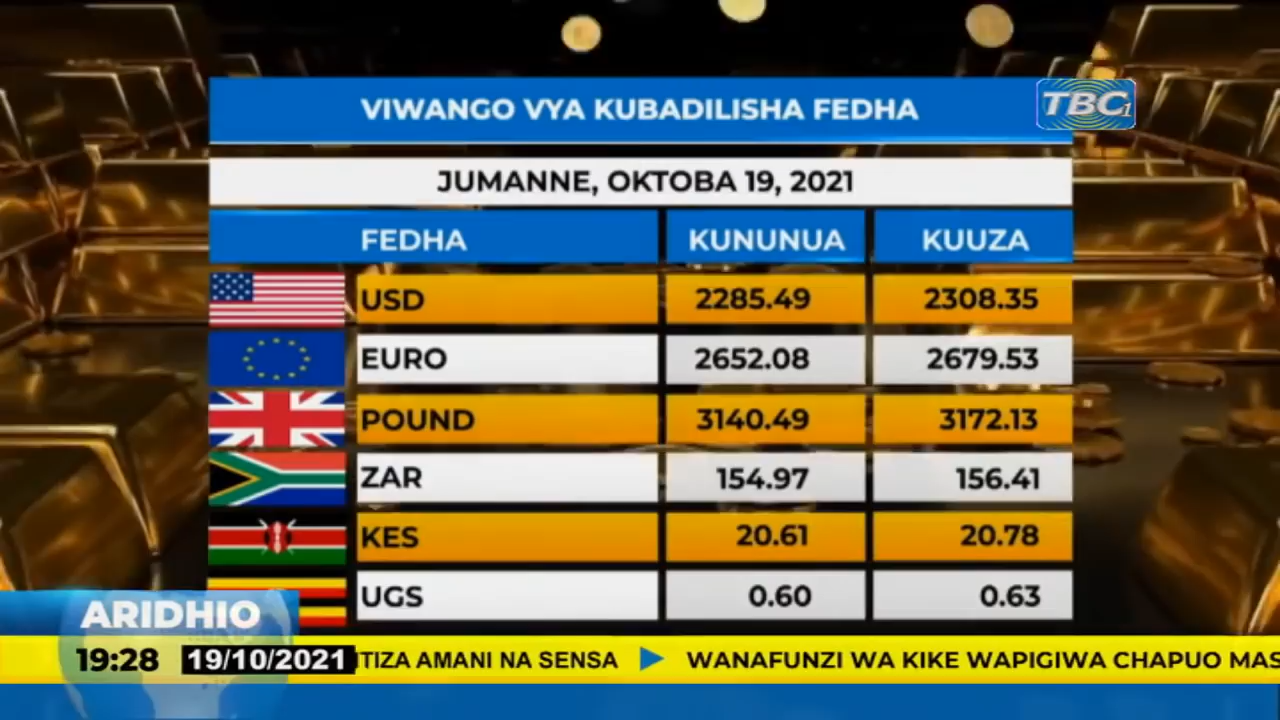 VIWANGO VYA KUBADILISHA FEDHA
TBC1
JUMANNE, OKTOBA 19, 2021
FEDHA KUNUNUA KUUZA
USD 2285.49 2308.35
EURO 2652.08 2679.53
POUND 3140.49 3172.13
ZAR 154.97 156.41
KES 20.61 20.78
UGS 0.60 0.63
ARIDHIO
19:28 19/10/2021 ITIZA AMANI NA SENSA WANAFUNZI WA KIKE WAPIGIWA CHAPUO MAS